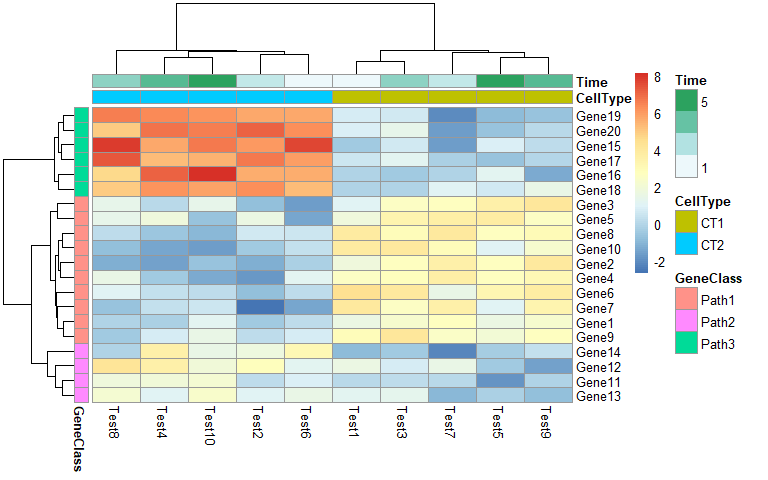 Time
CellType
Gene19
Gene20
Gene15
Gene17
Gene16
Gene18
Gene3
Gene5
Gene8
Gene10
Gene2
Gene4
Gene6
Gene7
Gene1
Gene9
Gene14
Gene12
Gene11
Gene13
GeneClass
Test8
Test4
Test10
Test2
Test6
Test1
Test3
Test7
Test5
Test9
8
6
4
2
0
-2
Time
5
1
CellType
CT1
CT2
GeneClass
Path1
Path2
Path3